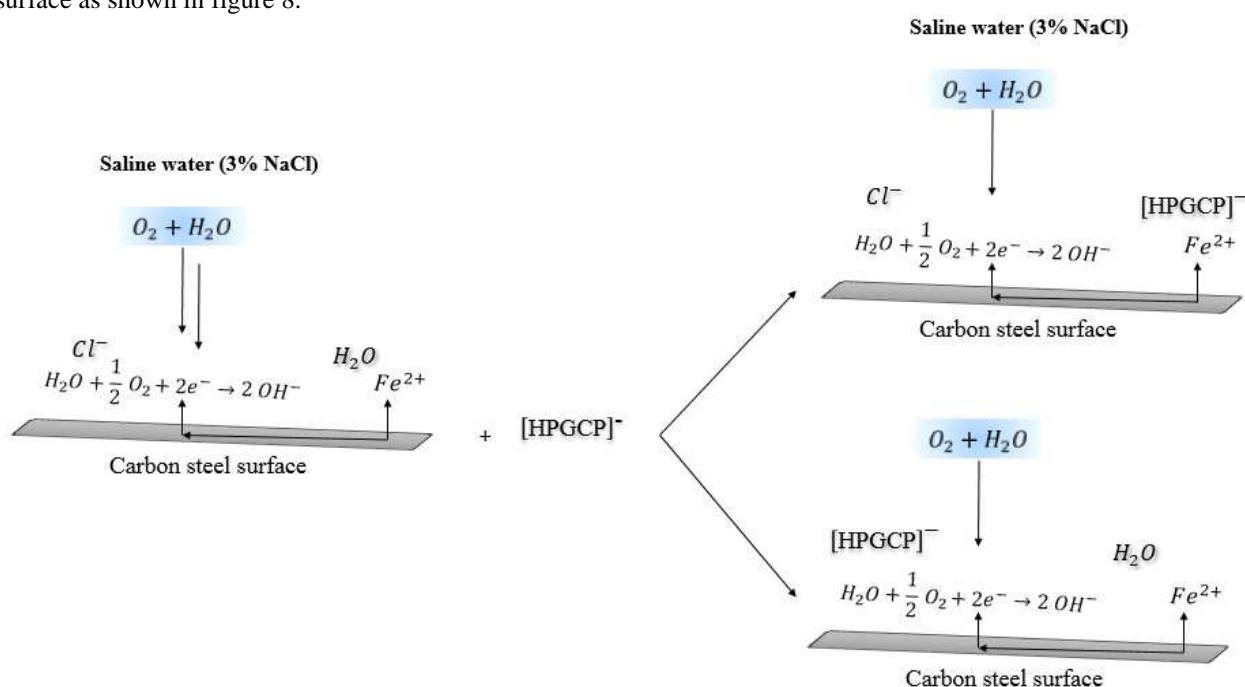 surface as shown in figure 8.
Saline water (3% NaCl)
O₂ + H₂O
Cl⁻
H₂O + 1/2 O₂ + 2e⁻ → 2 OH⁻
H₂O
Fe²⁺
Carbon steel surface
+ [HPGCP]⁻
Saline water (3% NaCl)
O₂ + H₂O
Cl⁻
[HPGCP]⁻
H₂O + 1/2 O₂ + 2e⁻ → 2 OH⁻
Fe²⁺
Carbon steel surface
O₂ + H₂O
[HPGCP]⁻
H₂O
H₂O + 1/2 O₂ + 2e⁻ → 2 OH⁻
Fe²⁺
Carbon steel surface